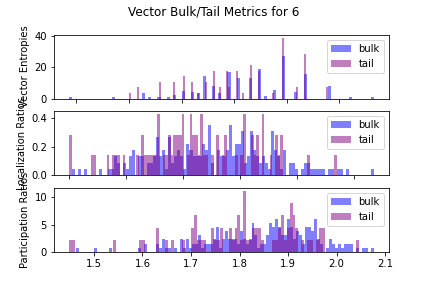 Vector Bulk/Tail Metrics for 6
Vector Entropies
40
20
0
bulk
tail
Localization Ratios
0.4
0.2
0.0
bulk
tail
Participation Ratios
10
5
0
bulk
tail
1.5 1.6 1.7 1.8 1.9 2.0 2.1